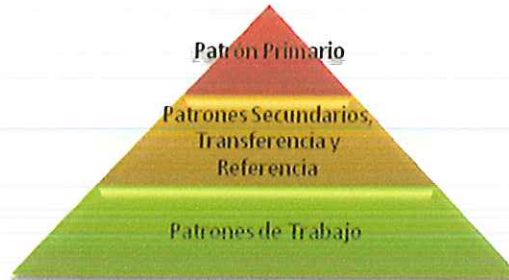 Patrón Primario
Patrones Secundarios,
Transferencia y
Referencia
Patrones de Trabajo